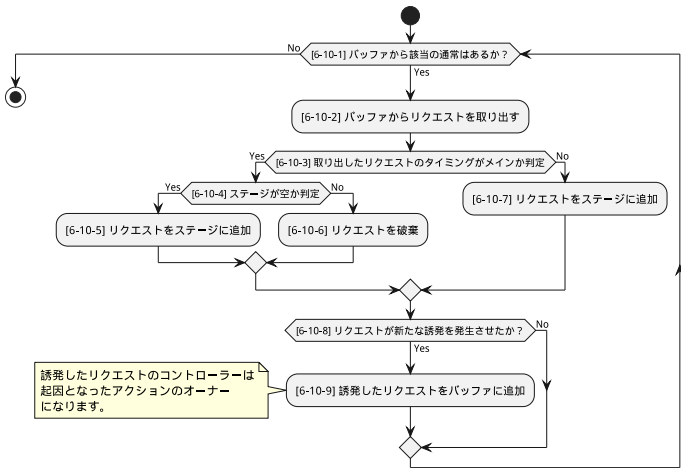 No
[6-10-1] バッファから該当の通常はあるか？
Yes
[6-10-2] バッファからリクエストを取り出す
Yes
[6-10-3] 取り出したリクエストのタイミングがメインか判定
No
Yes
[6-10-4] ステージが空か判定
No
[6-10-7] リクエストをステージに追加
[6-10-5] リクエストをステージに追加
[6-10-6] リクエストを破棄
[6-10-8] リクエストが新たな誘発を発生させたか？
No
Yes
誘発したリクエストのコントローラーは
起因となったアクションのオーナー
になります。
[6-10-9] 誘発したリクエストをバッファに追加